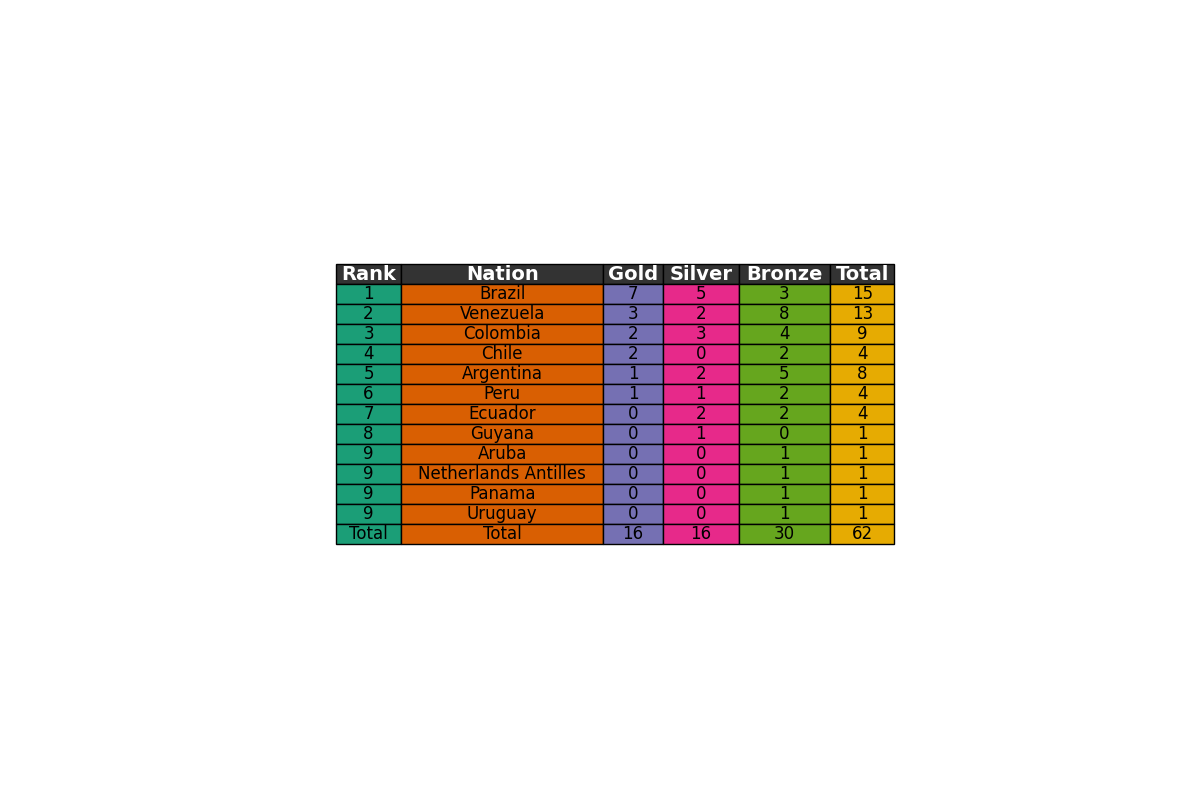 Rank Nation Gold Silver Bronze Total
1 Brazil 7 5 3 15
2 Venezuela 3 2 8 13
3 Colombia 2 3 4 9
4 Chile 2 0 2 4
5 Argentina 1 2 5 8
6 Peru 1 1 2 4
7 Ecuador 0 2 2 4
8 Guyana 0 1 0 1
9 Aruba 0 0 1 1
9 Netherlands Antilles 0 0 1 1
9 Panama 0 0 1 1
9 Uruguay 0 0 1 1
Total Total 16 16 30 62